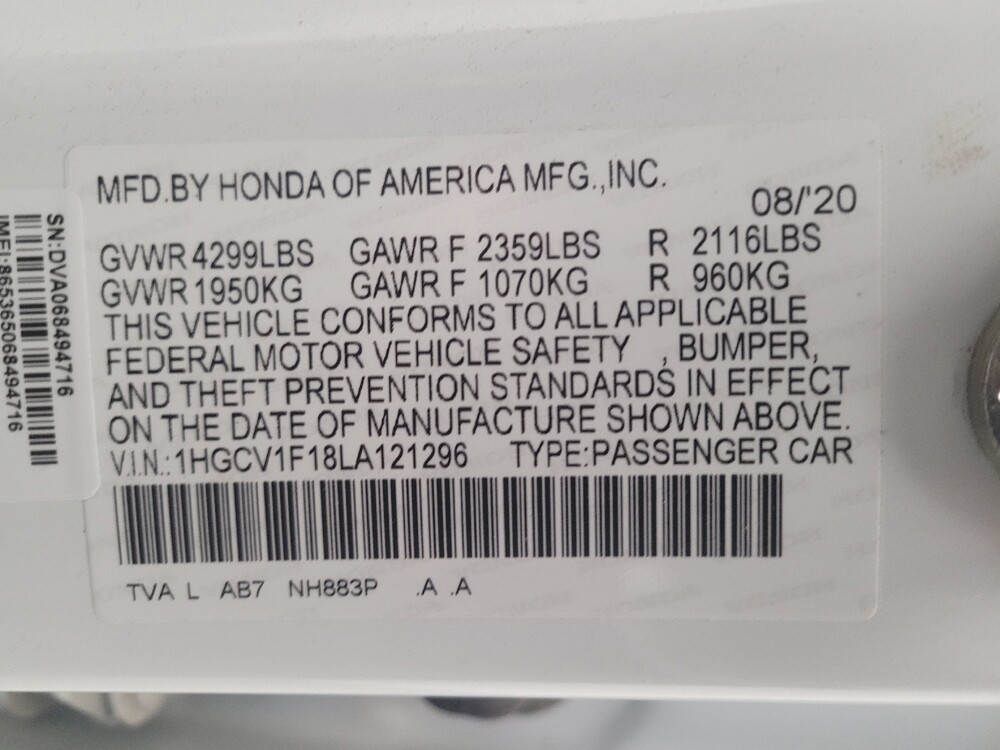 MFD.BY HONDA OF AMERICA MFG.,INC.
08/'20
GVWR 4299LBS GAWR F 2359LBS R 2116LBS
GVWR 1950KG GAWR F 1070KG R 960KG
THIS VEHICLE CONFORMS TO ALL APPLICABLE
FEDERAL MOTOR VEHICLE SAFETY , BUMPER,
AND THEFT PREVENTION STANDARDS IN EFFECT
ON THE DATE OF MANUFACTURE SHOWN ABOVE.
V.I.N.:1HGCV1F18LA121296 TYPE:PASSENGER CAR
TVA L AB7 NH883P .A .A
SN:DVA068494716
IMEI:865365068494716